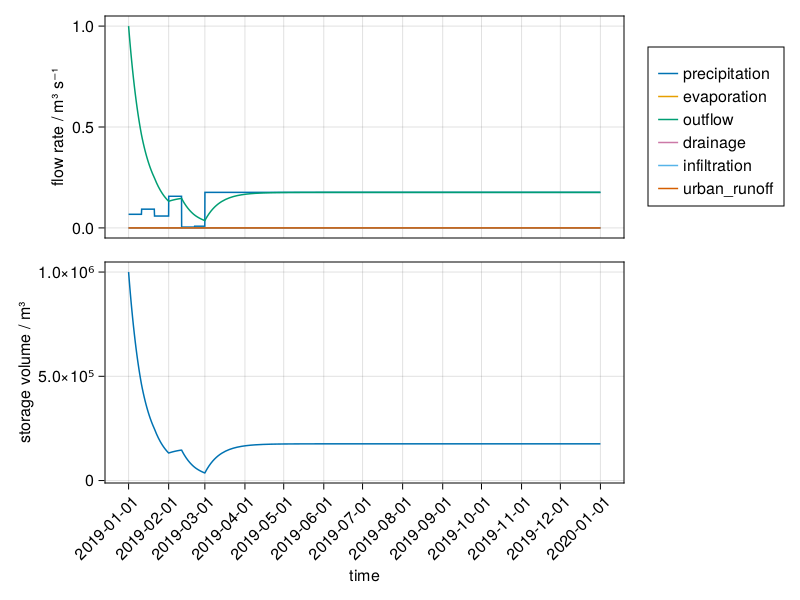 1.0
0.5
0.0
flow rate / m³ s⁻¹
precipitation
evaporation
outflow
drainage
infiltration
urban_runoff
1.0×10⁶
5.0×10⁵
0
storage volume / m³
2019-01-01
2019-02-01
2019-03-01
2019-04-01
2019-05-01
2019-06-01
2019-07-01
2019-08-01
2019-09-01
2019-10-01
2019-11-01
2019-12-01
2020-01-01
time